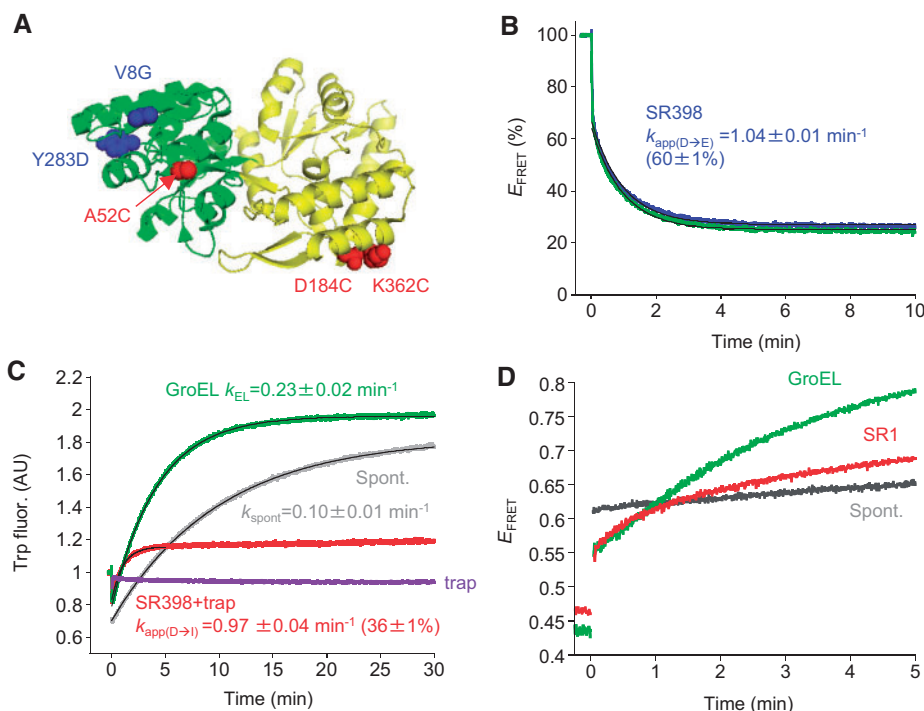 A
V8G
Y283D
A52C
D184C K362C
B
E_FRET (%)
100
80
60
40
20
0
SR398
k_app(D→E)=1.04±0.01 min⁻¹
(60±1%)
0 2 4 6 8 10
Time (min)
C
Trp fluor. (AU)
2.2
2
1.8
1.6
1.4
1.2
1
0.8
0.6
GroEL k_EL=0.23±0.02 min⁻¹
Spont.
k_spont=0.10±0.01 min⁻¹
trap
SR398+trap
k_app(D→I)=0.97 ±0.04 min⁻¹ (36±1%)
0 5 10 15 20 25 30
Time (min)
D
E_FRET
0.8
0.75
0.7
0.65
0.6
0.55
0.5
0.45
0.4
GroEL
SR1
Spont.
0 1 2 3 4 5
Time (min)